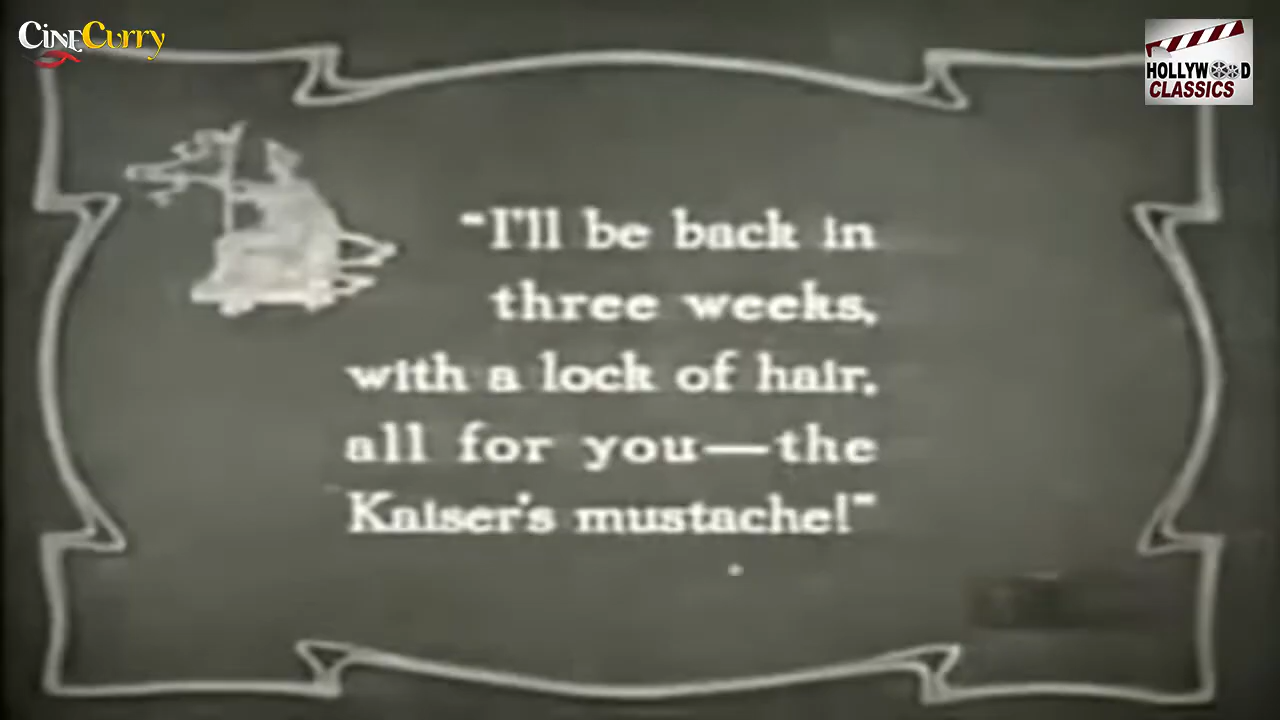 CINECURRY
HOLLYWOOD
CLASSICS
"I'll be back in
three weeks,
with a lock of hair,
all for you—the
Kaiser's mustache!"